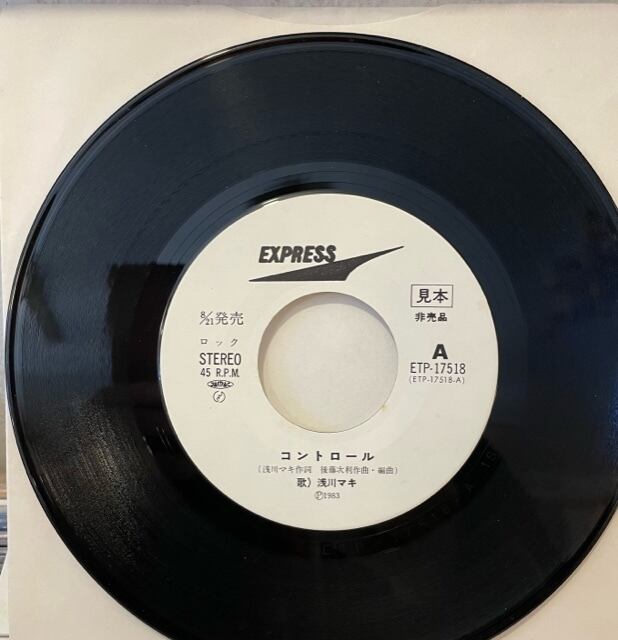 EXPRESS
8/21発売
見本
非売品
ロック
STEREO
45 R.P.M.
A
ETP-17518
(ETP-17518-A)
コントロール
(浅川マキ作詞 後藤次利作曲・編曲)
歌) 浅川マキ
Ⓟ1983